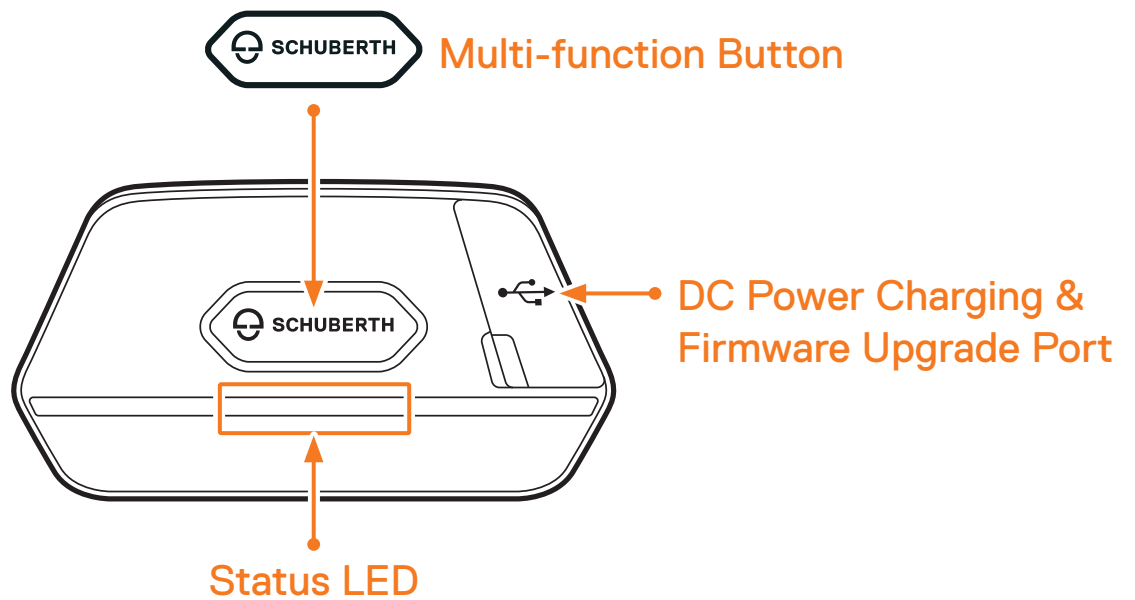 SCHUBERTH
Multi-function Button
SCHUBERTH
DC Power Charging &
Firmware Upgrade Port
Status LED